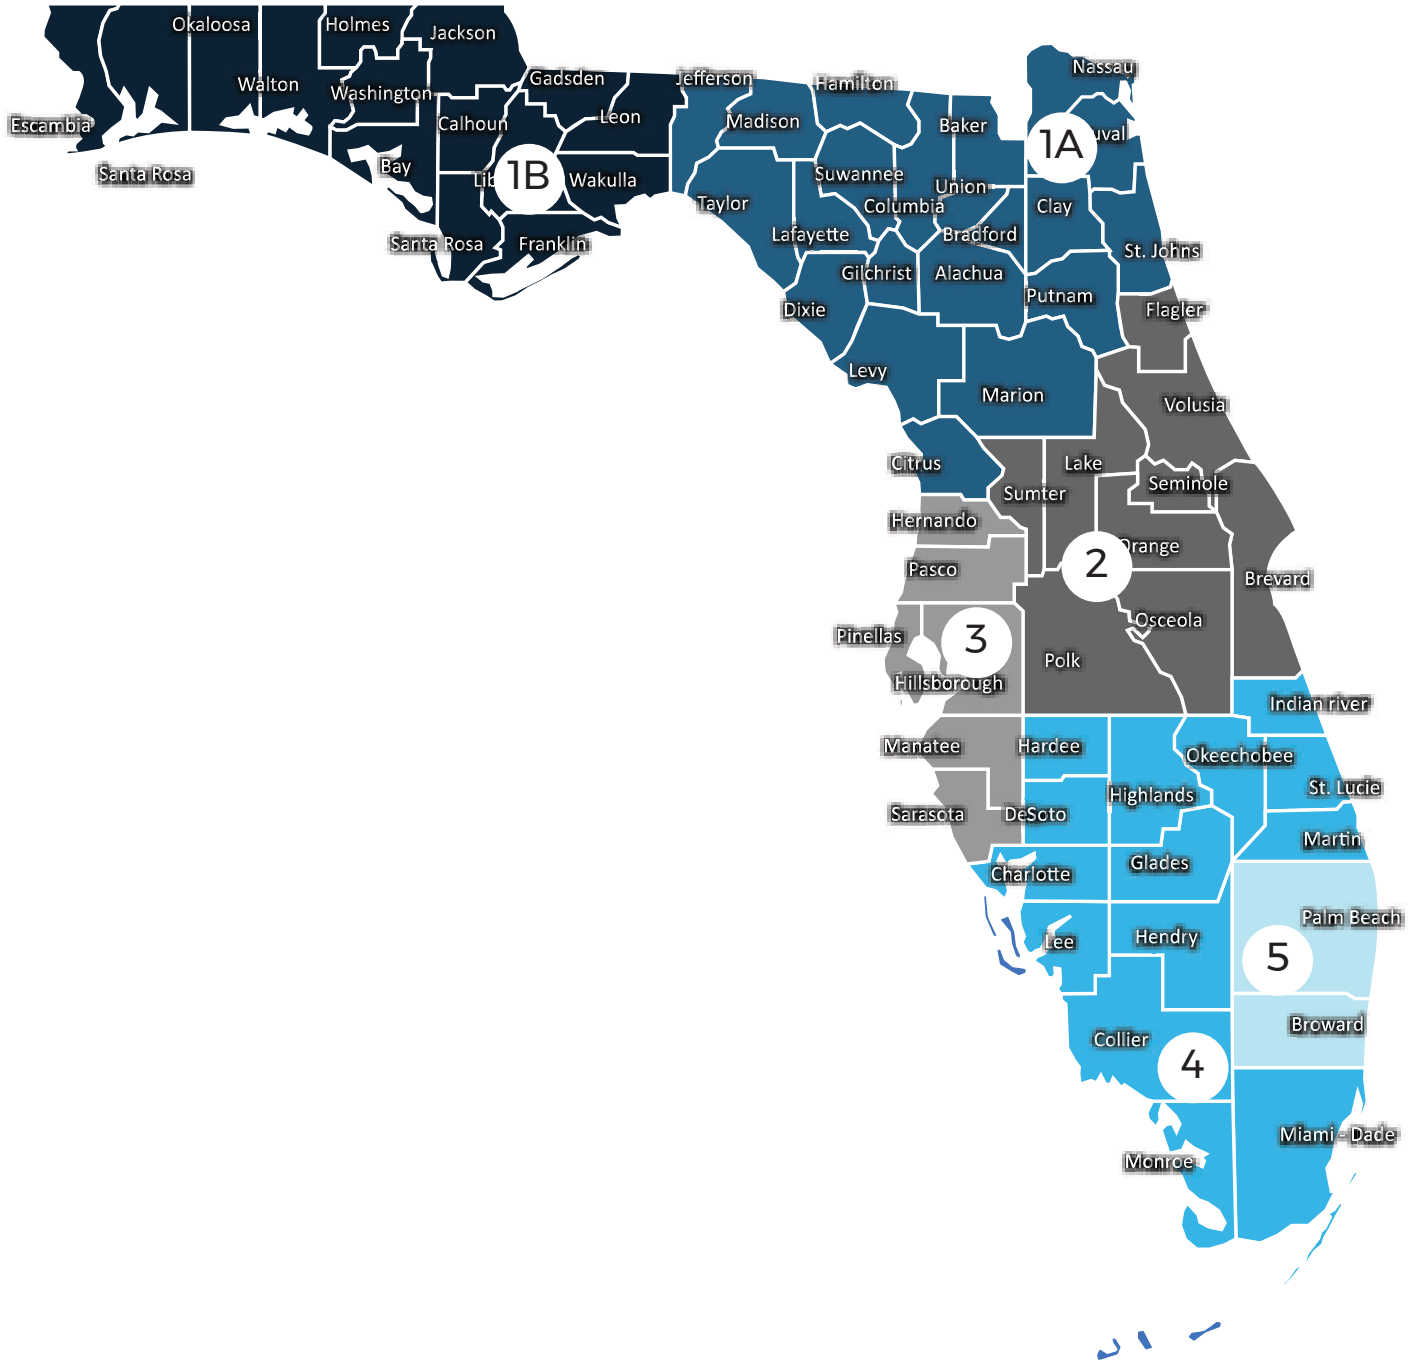 Okaloosa
Holmes
Jackson
Walton
Washington
Gadsden
Jefferson
Hamilton
Nassau
Escambia
Calhoun
Leon
Madison
Baker
1A
uval
Santa Rosa
Bay
Lib
1B
Wakulla
Suwannee
Union
Taylor
Columbia
Clay
Santa Rosa
Franklin
Lafayette
Bradford
St. Johns
Gilchrist
Alachua
Dixie
Putnam
Flagler
Levy
Marion
Volusia
Citrus
Lake
Sumter
Seminole
Hernando
Orange
Pasco
2
Brevard
Pinellas
3
Osceola
Polk
Hillsborough
Indian river
Manatee
Hardee
Okeechobee
Highlands
St. Lucie
Sarasota
DeSoto
Martin
Charlotte
Glades
Palm Beach
Lee
Hendry
5
Broward
Collier
4
Miami - Dade
Monroe